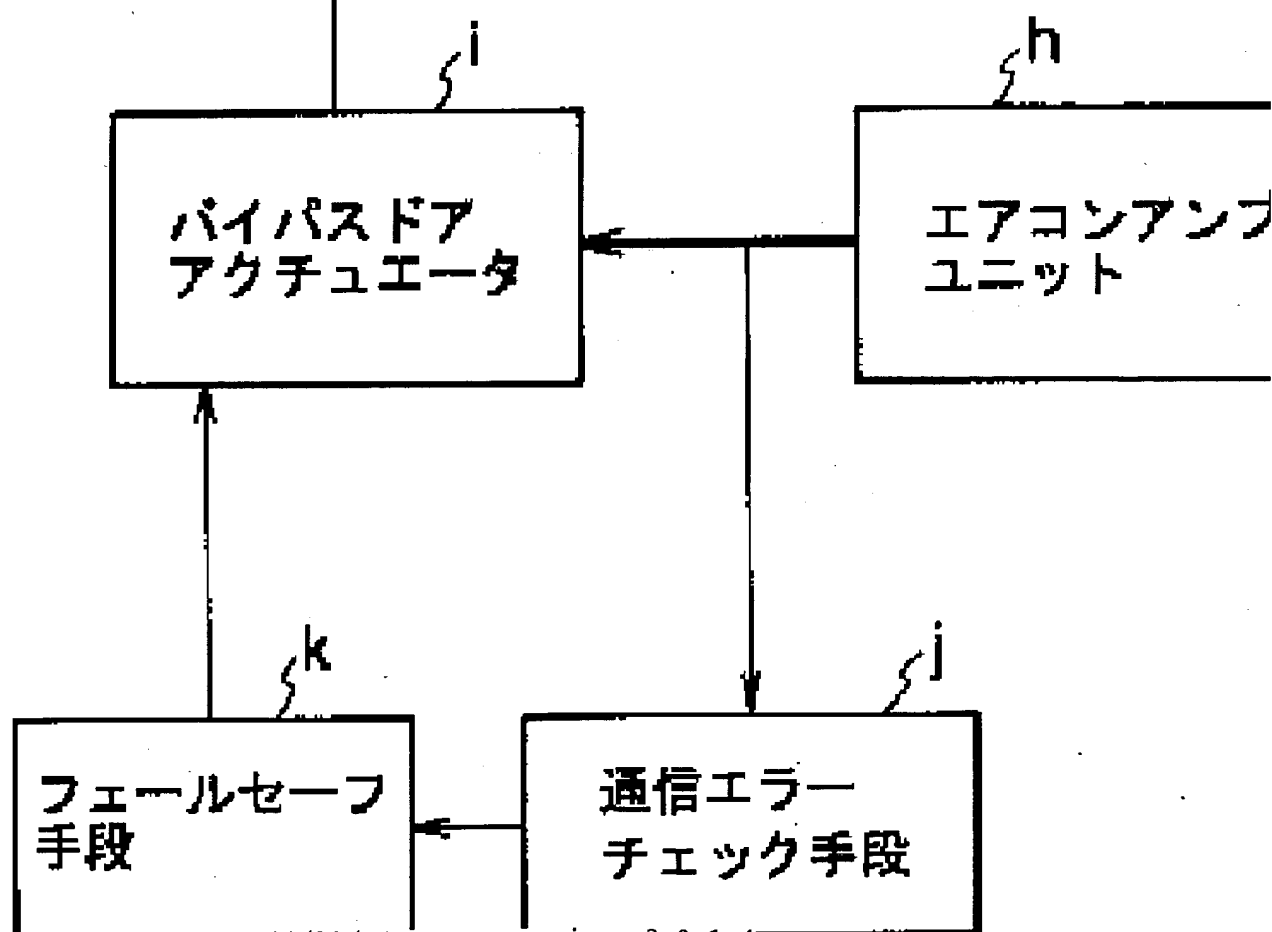 i
h
バイパスドア
アクチュエータ
エアコンアンプ
ユニット
k
j
フェールセーフ
手段
通信エラー
チェック手段